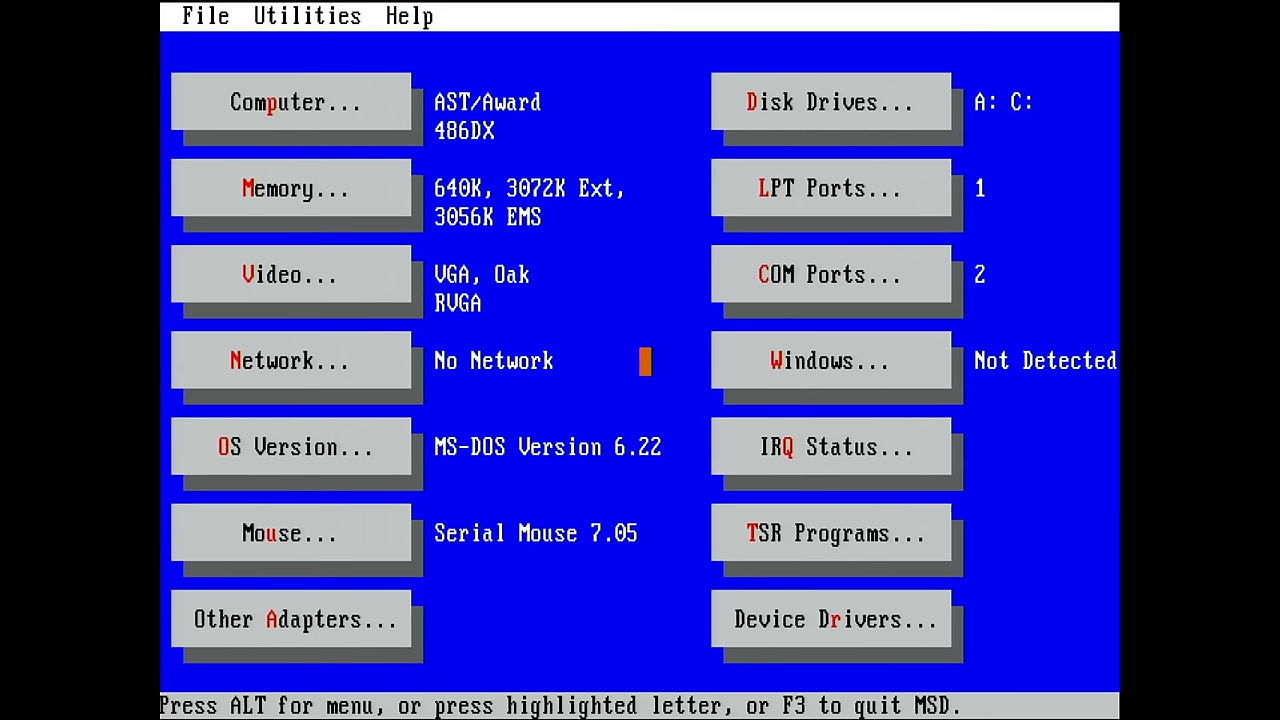 File Utilities Help
Computer... AST/Award Disk Drives... A: C:
486DX
Memory... 640K, 3072K Ext, LPT Ports... 1
3056K EMS
Video... VGA, Oak COM Ports... 2
RVGA
Network... No Network Windows... Not Detected
OS Version... MS-DOS Version 6.22 IRQ Status...
Mouse... Serial Mouse 7.05 TSR Programs...
Other Adapters... Device Drivers...
Press ALT for menu, or press highlighted letter, or F3 to quit MSD.